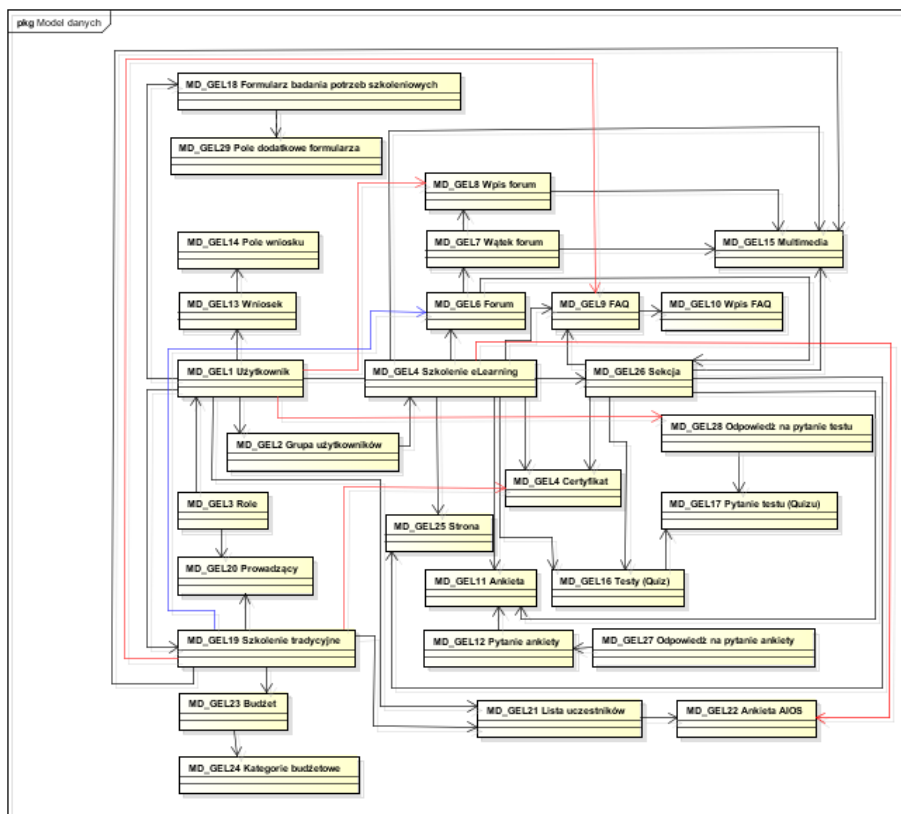 pkg Model danych
MD_GEL18 Formularz badania potrzeb szkoleniowych
MD_GEL29 Pole dodatkowe formularza
MD_GEL8 Wpis forum
MD_GEL14 Pole wniosku
MD_GEL7 Wątek forum
MD_GEL15 Multimedia
MD_GEL13 Wniosek
MD_GEL6 Forum
MD_GEL9 FAQ
MD_GEL10 Wpis FAQ
MD_GEL1 Użytkownik
MD_GEL4 Szkolenie eLearning
MD_GEL26 Sekcja
MD_GEL28 Odpowiedź na pytanie testu
MD_GEL2 Grupa użytkowników
MD_GEL4 Certyfikat
MD_GEL3 Role
MD_GEL17 Pytanie testu (Quizu)
MD_GEL25 Strona
MD_GEL20 Prowadzący
MD_GEL11 Ankieta
MD_GEL16 Testy (Quiz)
MD_GEL19 Szkolenie tradycyjne
MD_GEL12 Pytanie ankiety
MD_GEL27 Odpowiedź na pytanie ankiety
MD_GEL23 Budżet
MD_GEL21 Lista uczestników
MD_GEL22 Ankieta AIOS
MD_GEL24 Kategorie budżetowe